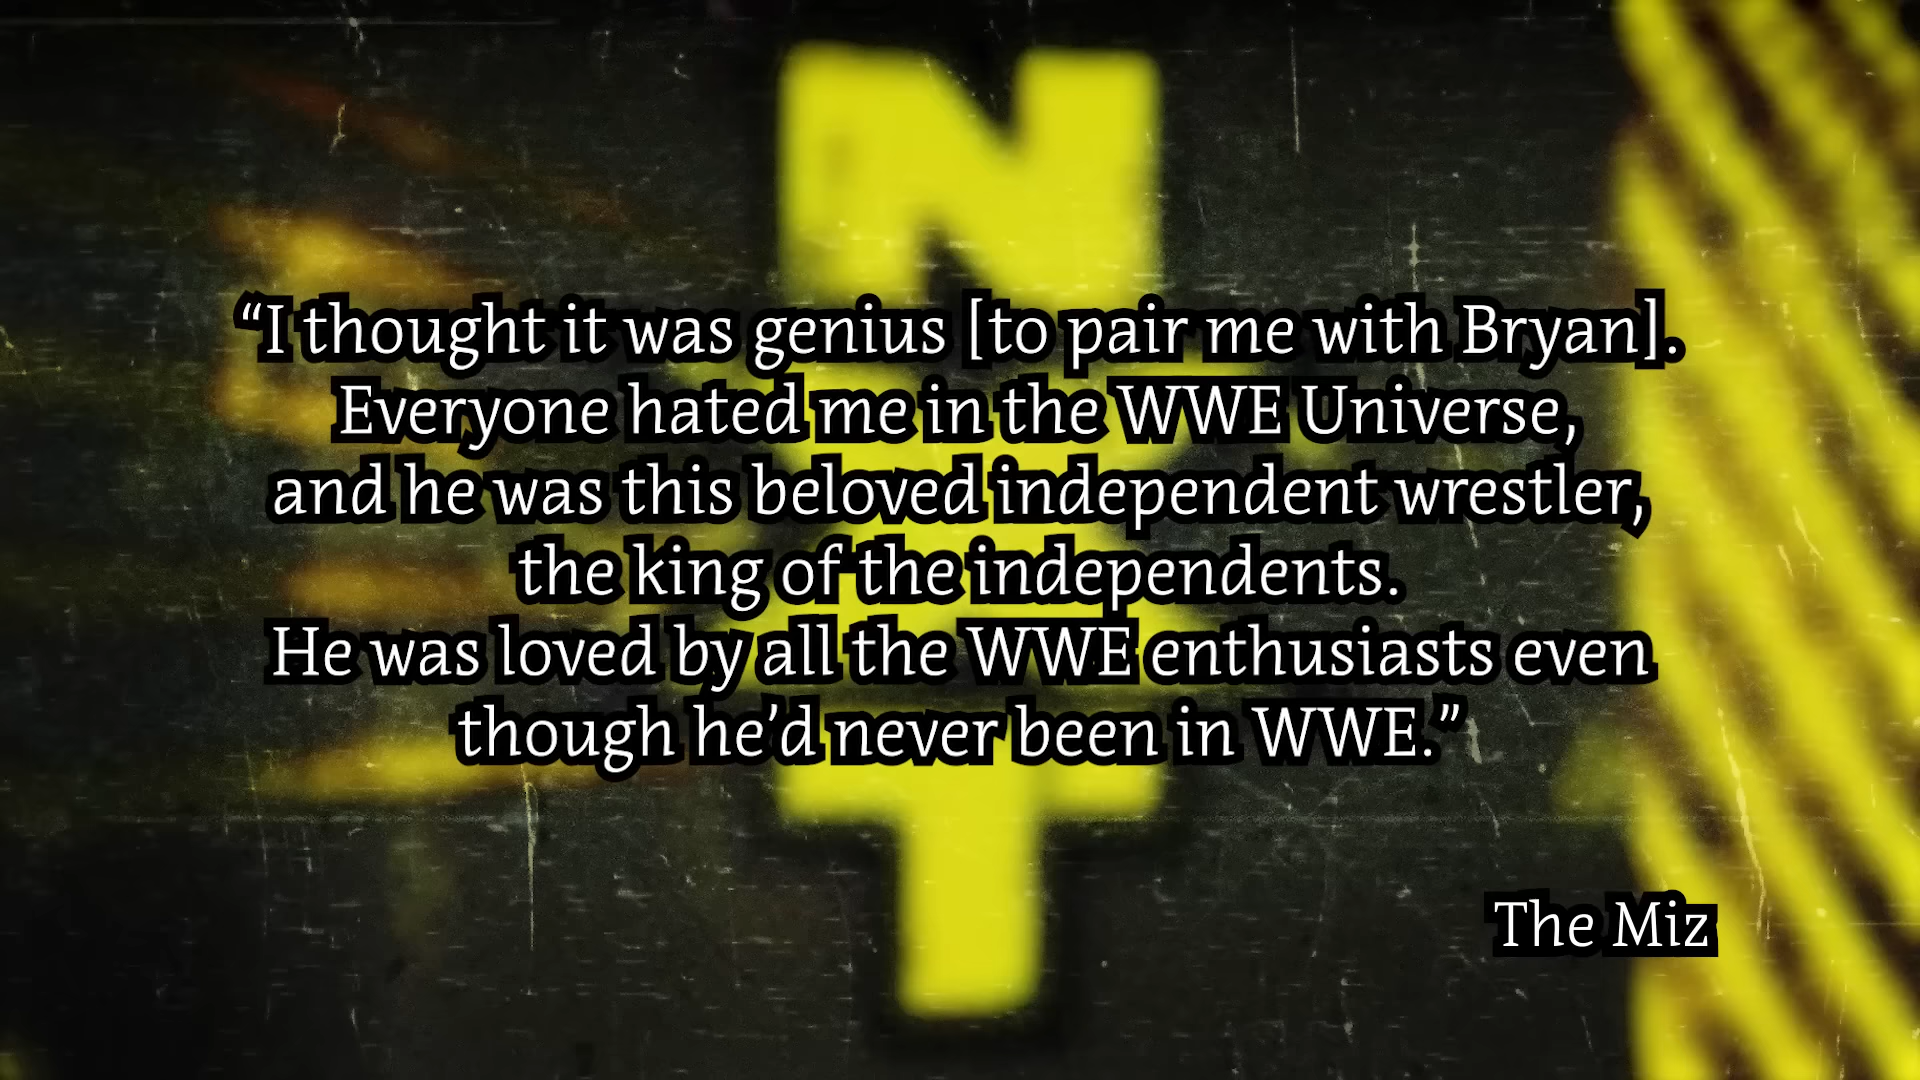 N
X
T
“I thought it was genius [to pair me with Bryan].
Everyone hated me in the WWE Universe,
and he was this beloved independent wrestler,
the king of the independents.
He was loved by all the WWE enthusiasts even
though he’d never been in WWE.”
The Miz